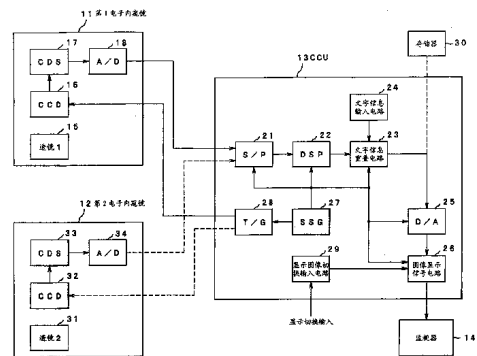 11 第1电子内窥镜
17
CDS
18
A/D
16
CCD
15
透镜1
12 第2电子内窥镜
33
CDS
34
A/D
32
CCD
31
透镜2
13CCU
24
文字信息
输入电路
21
S/P
22
DSP
23
文字信息
重叠电路
28
T/G
27
SSG
25
D/A
29
显示图像切
换输入电路
26
图像显示
信号电路
显示切换输入
存储器
30
监视器
14